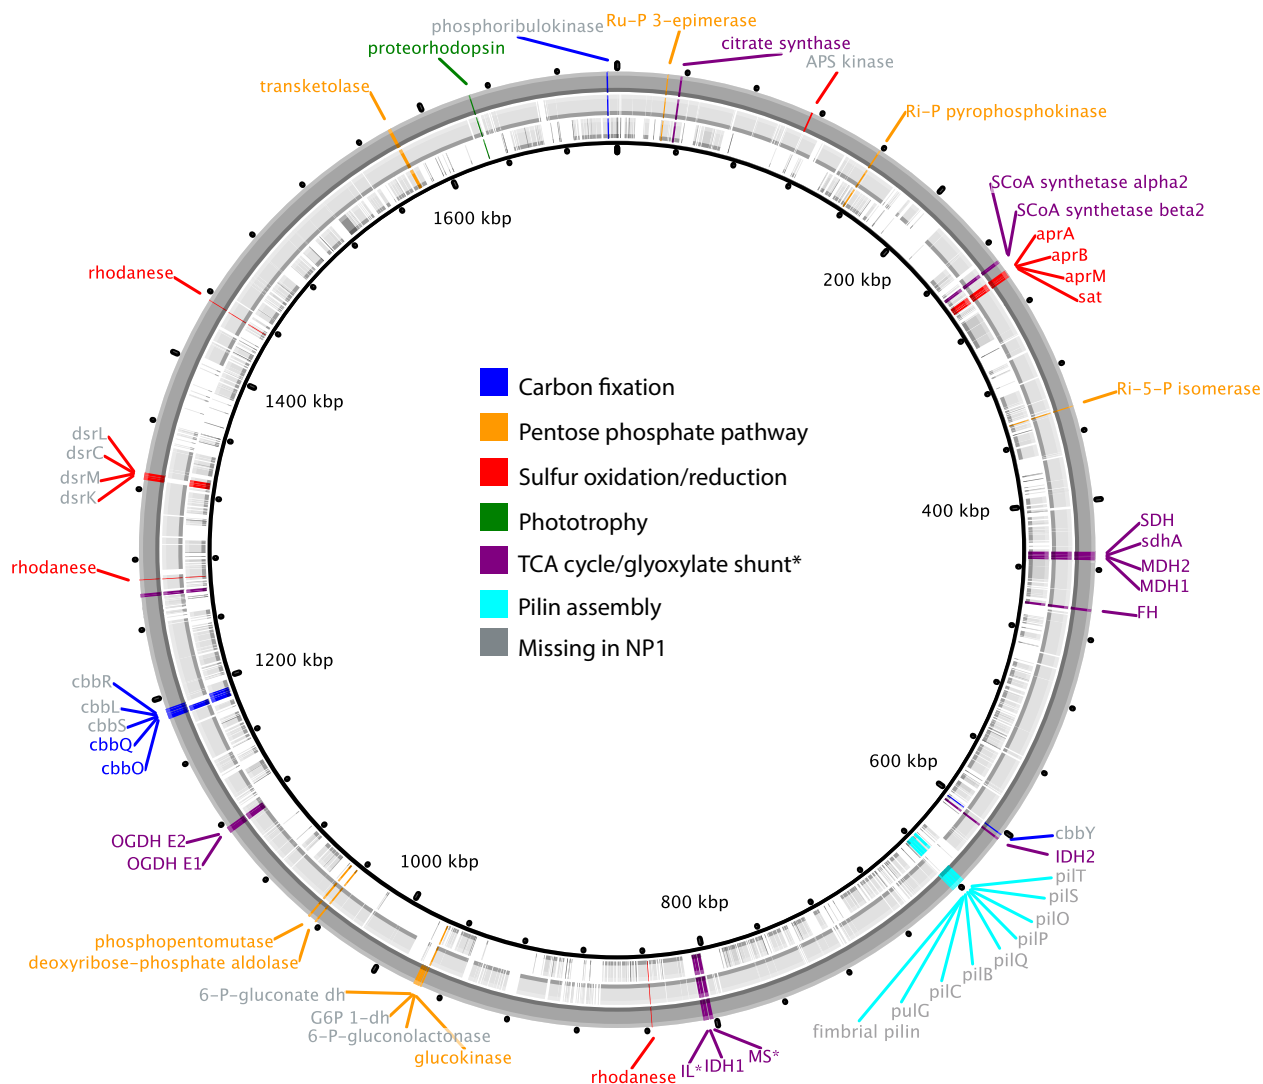 phosphoribulokinase
Ru-P 3-epimerase
proteorhodopsin
citrate synthase
APS kinase
transketolase
Ri-P pyrophosphokinase
SCoA synthetase alpha2
SCoA synthetase beta2
1600 kbp
aprA
aprB
rhodanese
200 kbp
aprM
sat
Carbon fixation
Ri-5-P isomerase
1400 kbp
Pentose phosphate pathway
dsrL
dsrC
dsrM
dsrK
Sulfur oxidation/reduction
400 kbp
Phototrophy
SDH
sdhA
rhodanese
TCA cycle/glyoxylate shunt*
MDH2
MDH1
Pilin assembly
FH
Missing in NP1
1200 kbp
cbbR
cbbL
cbbS
cbbQ
cbbO
600 kbp
cbbY
OGDH E2
OGDH E1
1000 kbp
IDH2
pilT
pilS
800 kbp
pilO
pilP
phosphopentomutase
deoxyribose-phosphate aldolase
pilQ
pilB
pilC
6-P-gluconate dh
pulG
G6P 1-dh
fimbrial pilin
6-P-gluconolactonase
glucokinase
MS*
IDH1
IL*
rhodanese